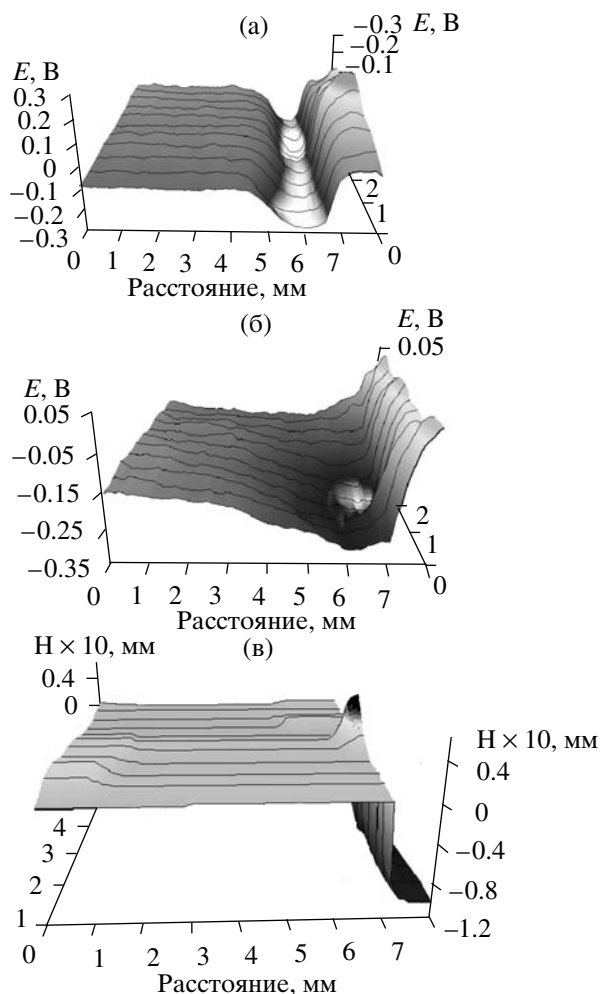 (а)
−0.3 E, В
−0.2
−0.1
E, В
0.3
0.2
0.1
0
−0.1
−0.2
−0.3
2
1
0
0 1 2 3 4 5 6 7
Расстояние, мм
(б)
E, В
0.05
E, В
0.05
−0.05
−0.15
−0.25
−0.35
2
1
0
0 1 2 3 4 5 6 7
Расстояние, мм
(в)
H × 10, мм
0.4
0
H × 10, мм
0.4
0
−0.4
−0.8
−1.2
4
3
2
1
0 1 2 3 4 5 6 7
Расстояние, мм